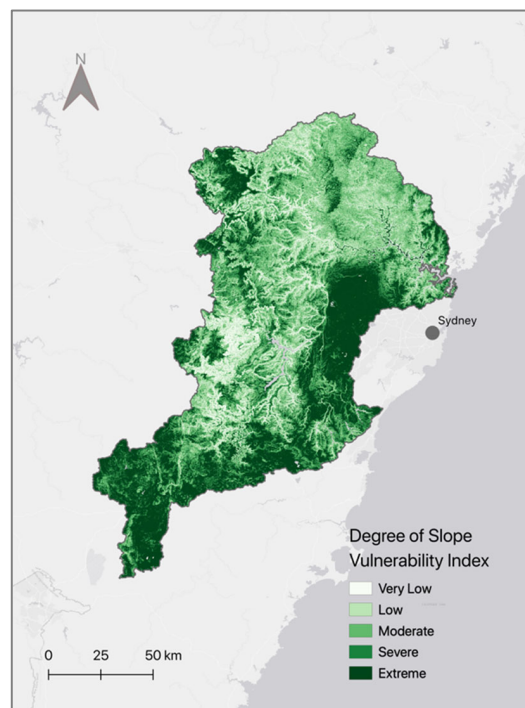 N
Sydney
Degree of Slope
Vulnerability Index
Very Low
Low
Moderate
Severe
Extreme
0 25 50 km